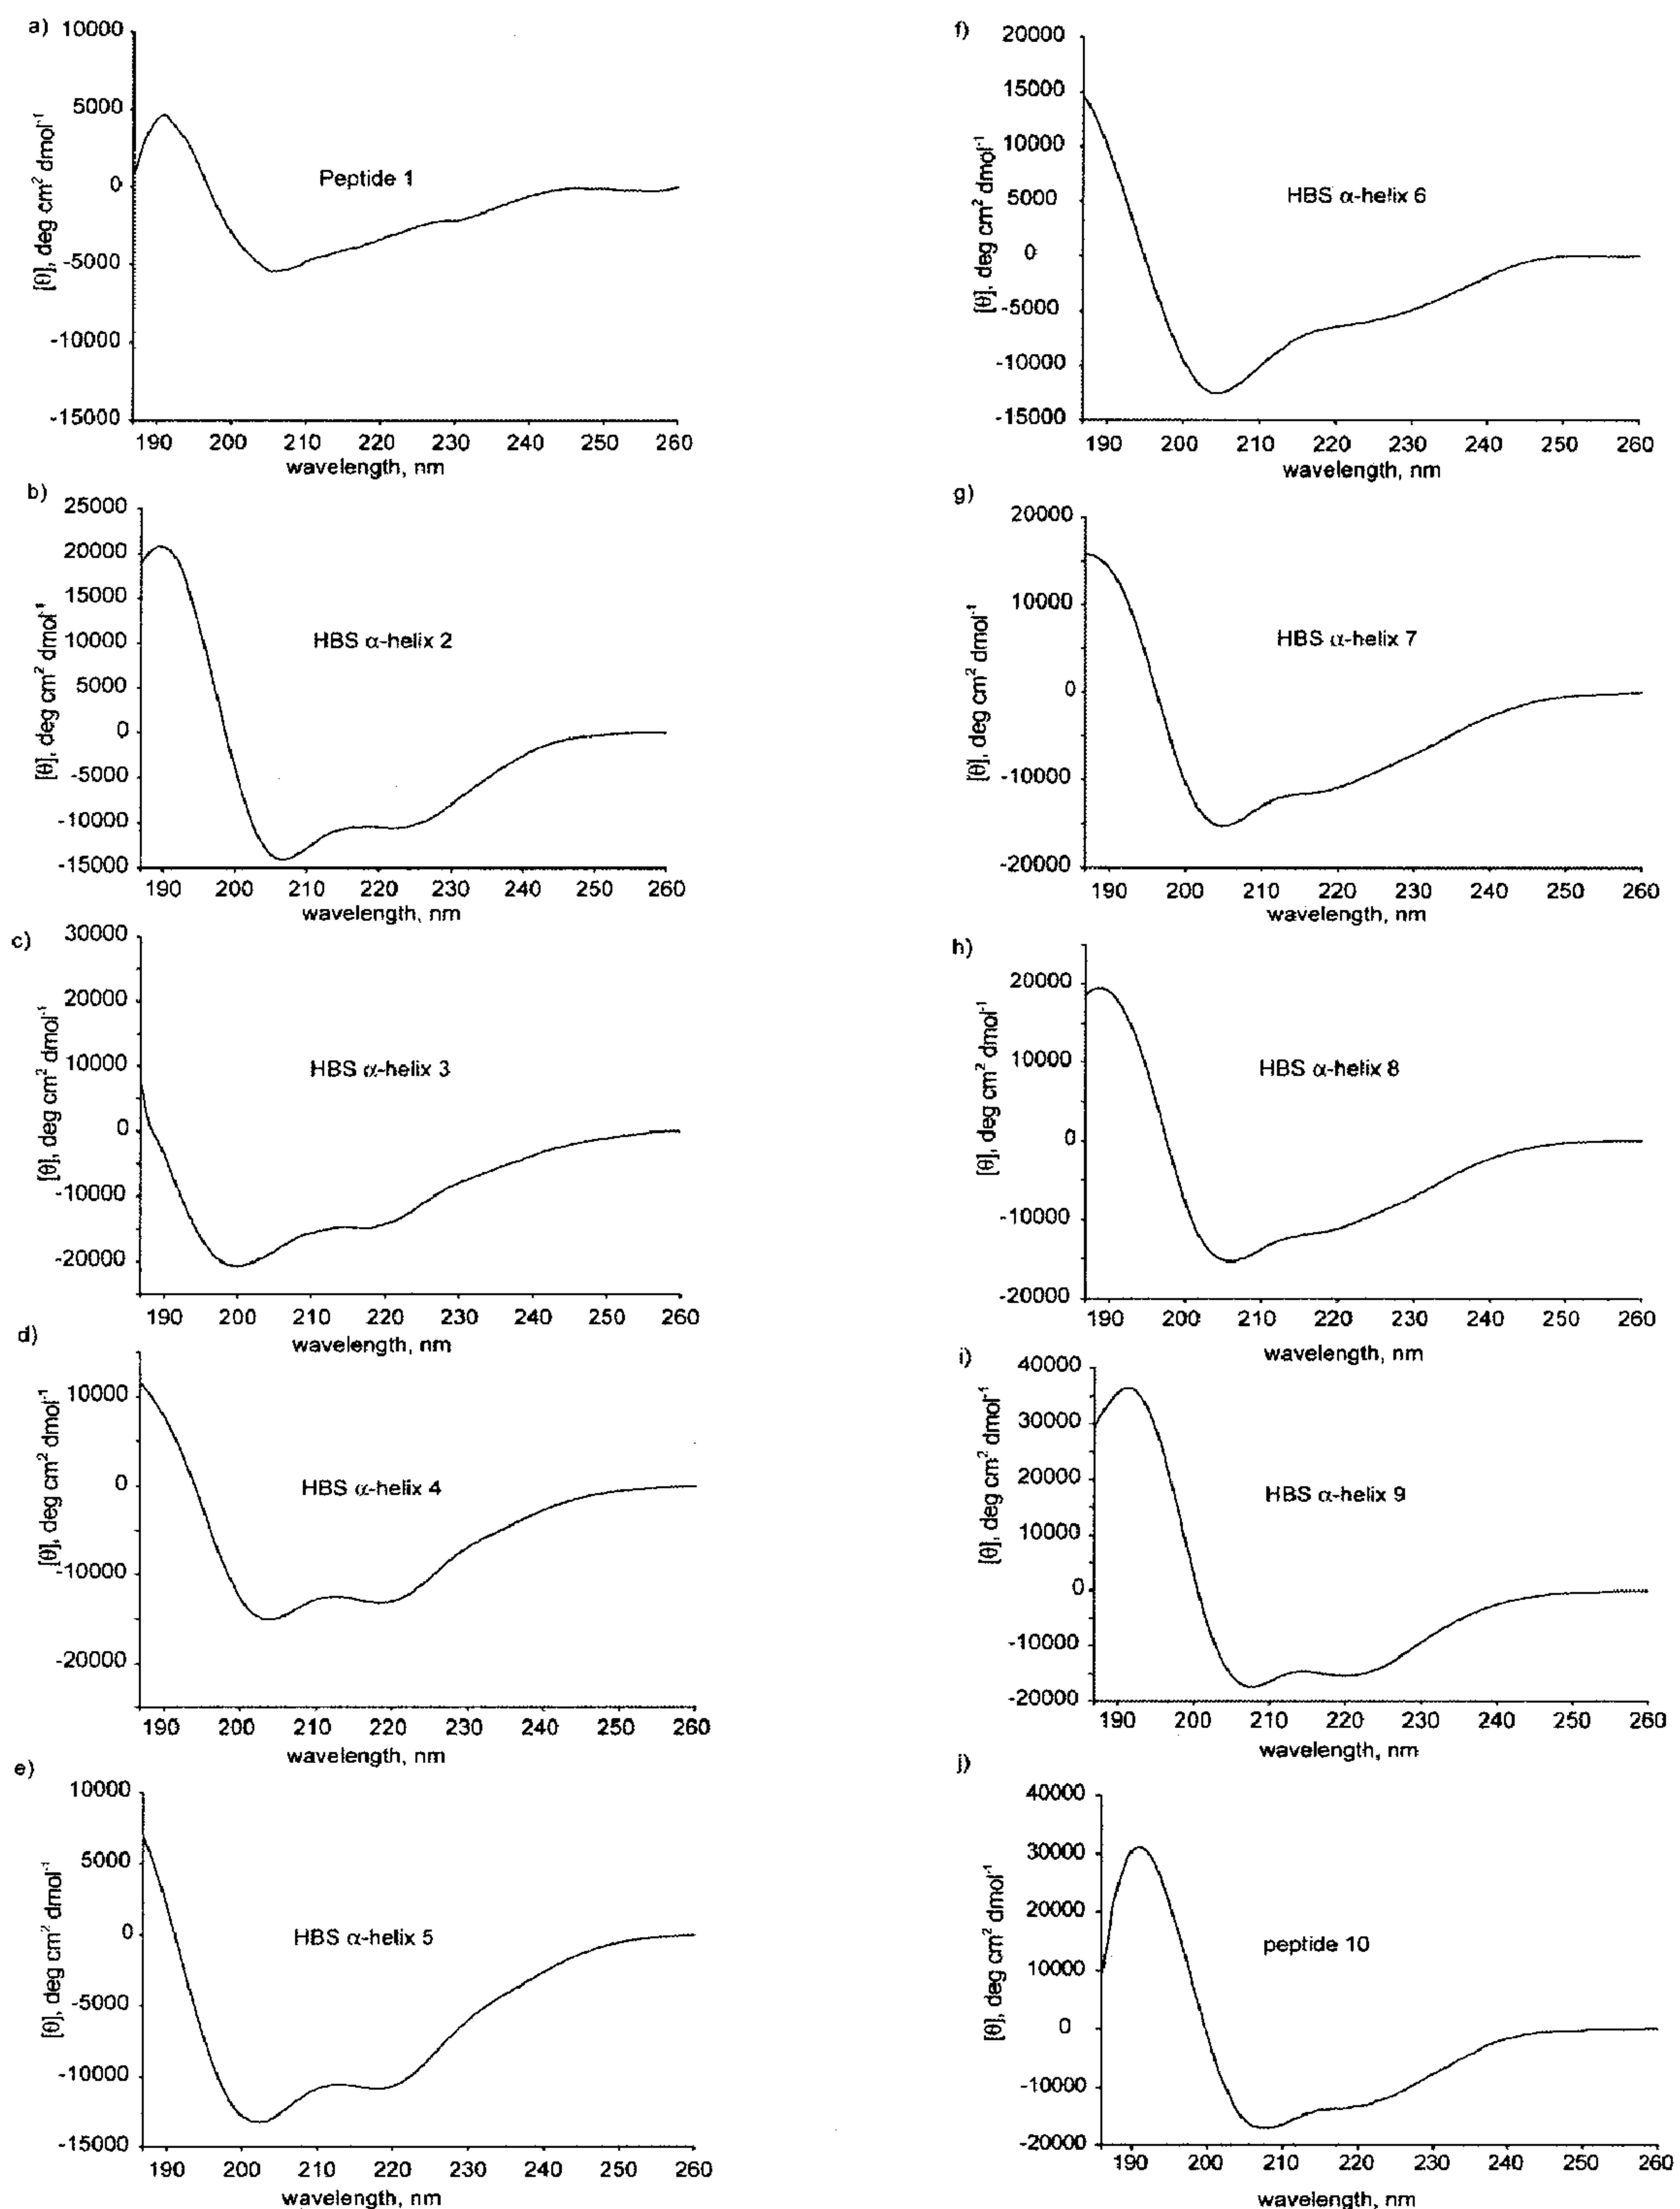 a)
10000
5000
0
-5000
-10000
-15000
[θ], deg cm² dmol⁻¹
Peptide 1
190 200 210 220 230 240 250 260
wavelength, nm
b)
25000
20000
15000
10000
5000
0
-5000
-10000
-15000
[θ], deg cm² dmol⁻¹
HBS α-helix 2
190 200 210 220 230 240 250 260
wavelength, nm
c)
30000
20000
10000
0
-10000
-20000
[θ], deg cm² dmol⁻¹
HBS α-helix 3
190 200 210 220 230 240 250 260
wavelength, nm
d)
10000
0
-10000
-20000
[θ], deg cm² dmol⁻¹
HBS α-helix 4
190 200 210 220 230 240 250 260
wavelength, nm
e)
10000
5000
0
-5000
-10000
-15000
[θ], deg cm² dmol⁻¹
HBS α-helix 5
190 200 210 220 230 240 250 260
wavelength, nm
f)
20000
15000
10000
5000
0
-5000
-10000
-15000
[θ], deg cm² dmol⁻¹
HBS α-helix 6
190 200 210 220 230 240 250 260
wavelength, nm
g)
20000
10000
0
-10000
-20000
[θ], deg cm² dmol⁻¹
HBS α-helix 7
190 200 210 220 230 240 250 260
wavelength, nm
h)
20000
10000
0
-10000
-20000
[θ], deg cm² dmol⁻¹
HBS α-helix 8
190 200 210 220 230 240 250 260
wavelength, nm
i)
40000
30000
20000
10000
0
-10000
-20000
[θ], deg cm² dmol⁻¹
HBS α-helix 9
190 200 210 220 230 240 250 260
wavelength, nm
j)
40000
30000
20000
10000
0
-10000
-20000
[θ], deg cm² dmol⁻¹
peptide 10
190 200 210 220 230 240 250 260
wavelength, nm